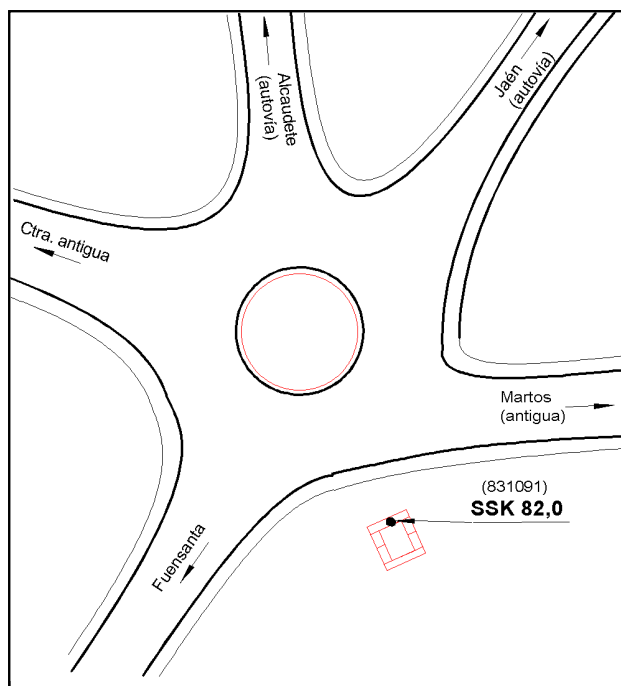 Alcaudete
(autovía)
Jaén
(autovía)
Ctra. antigua
Martos
(antigua)
(831091)
SSK 82,0
Fuensanta